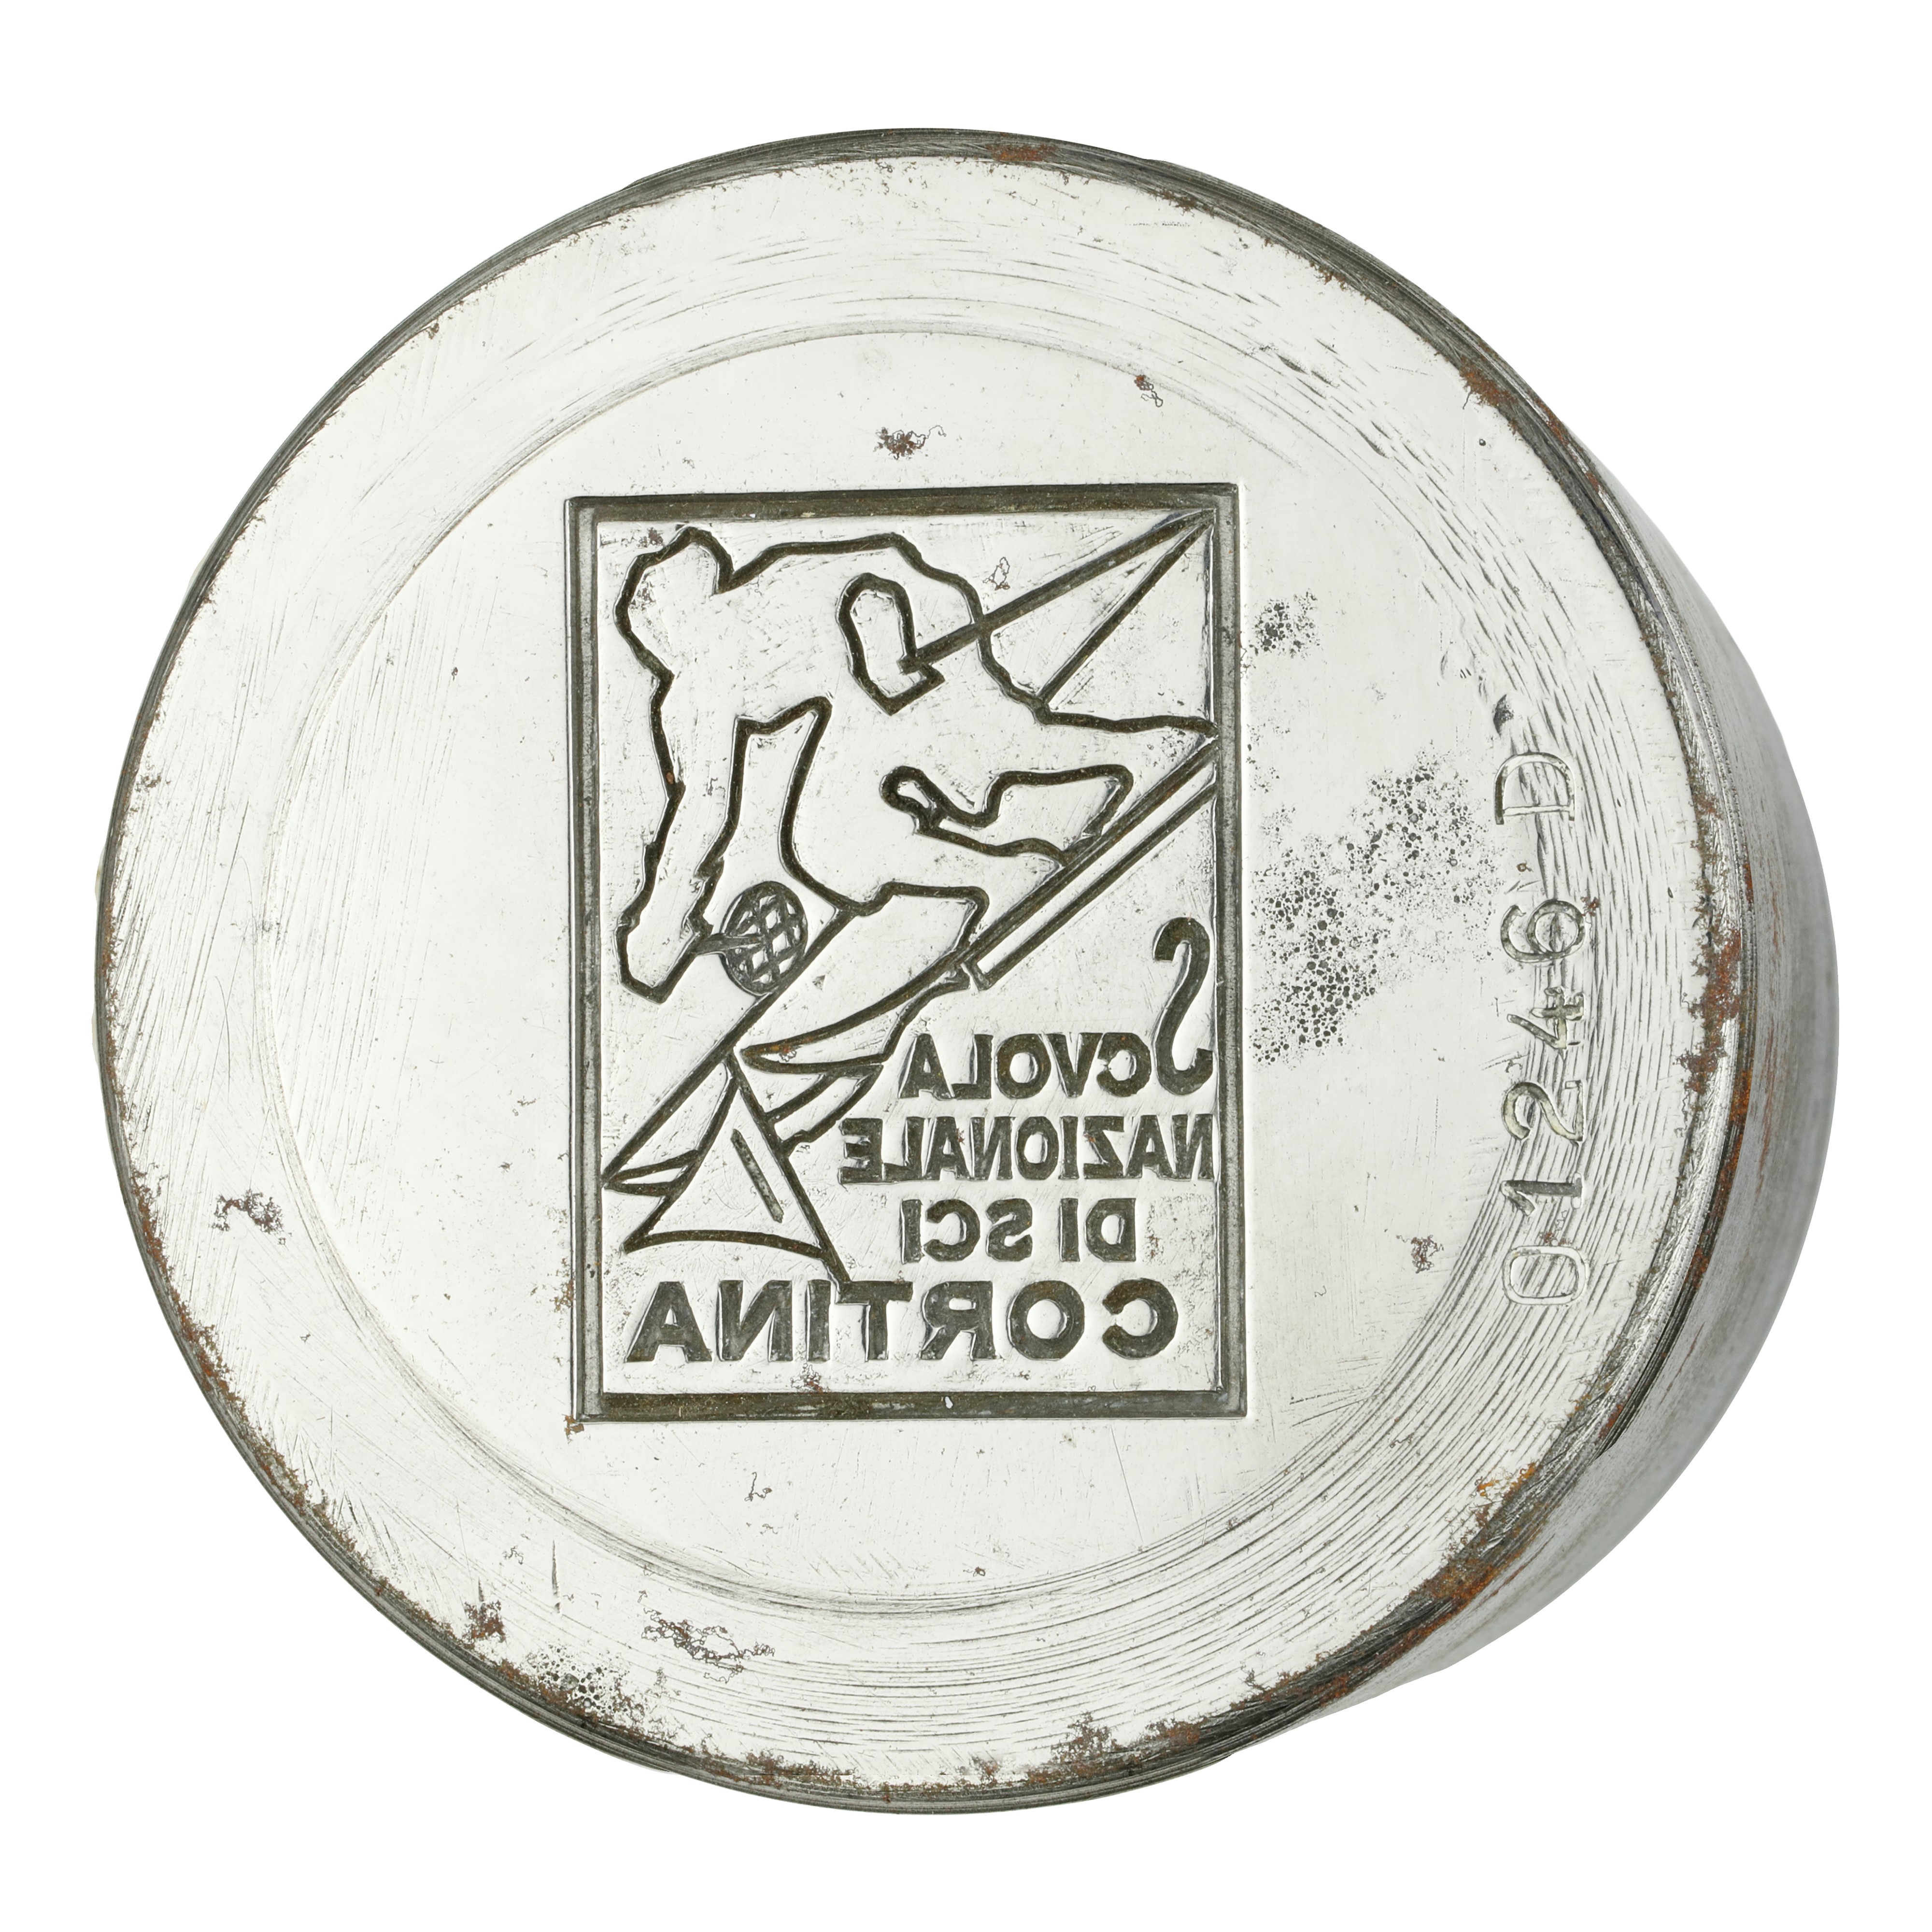 SCVOLA
NAZIONALE
DI SCI
CORTINA
01246 D